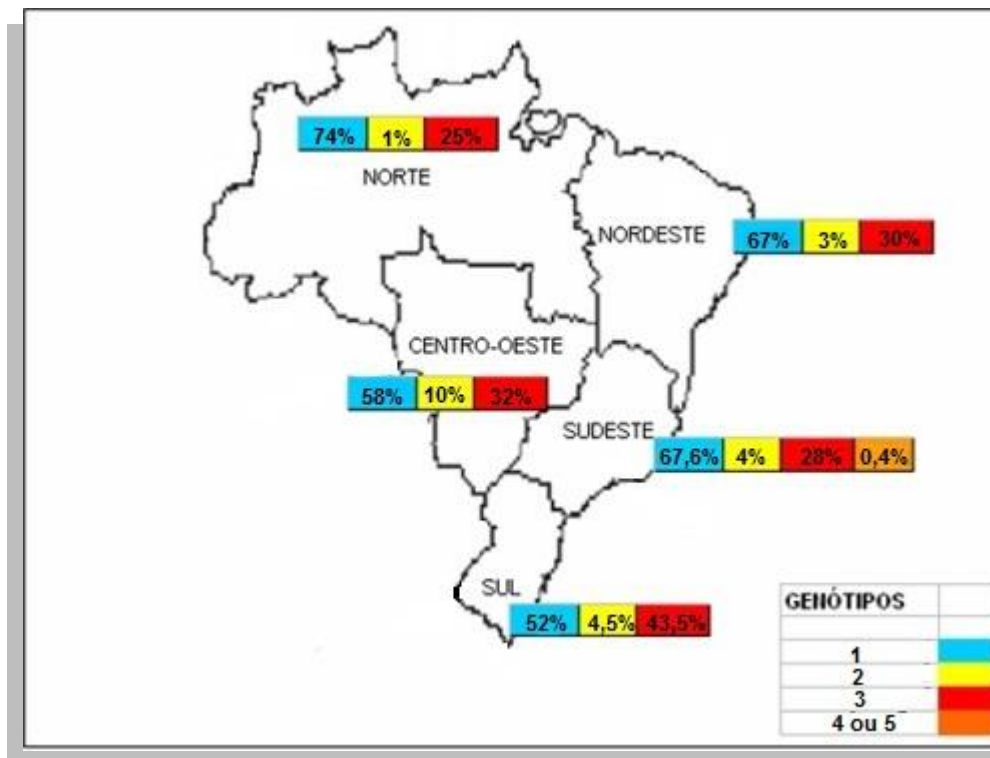 74% 1% 25%
NORTE
NORDESTE
67% 3% 30%
CENTRO-OESTE
58% 10% 32%
SUDESTE
67,6% 4% 28% 0,4%
SUL
52% 4,5% 43,5%
GENÓTIPOS
1
2
3
4 ou 5